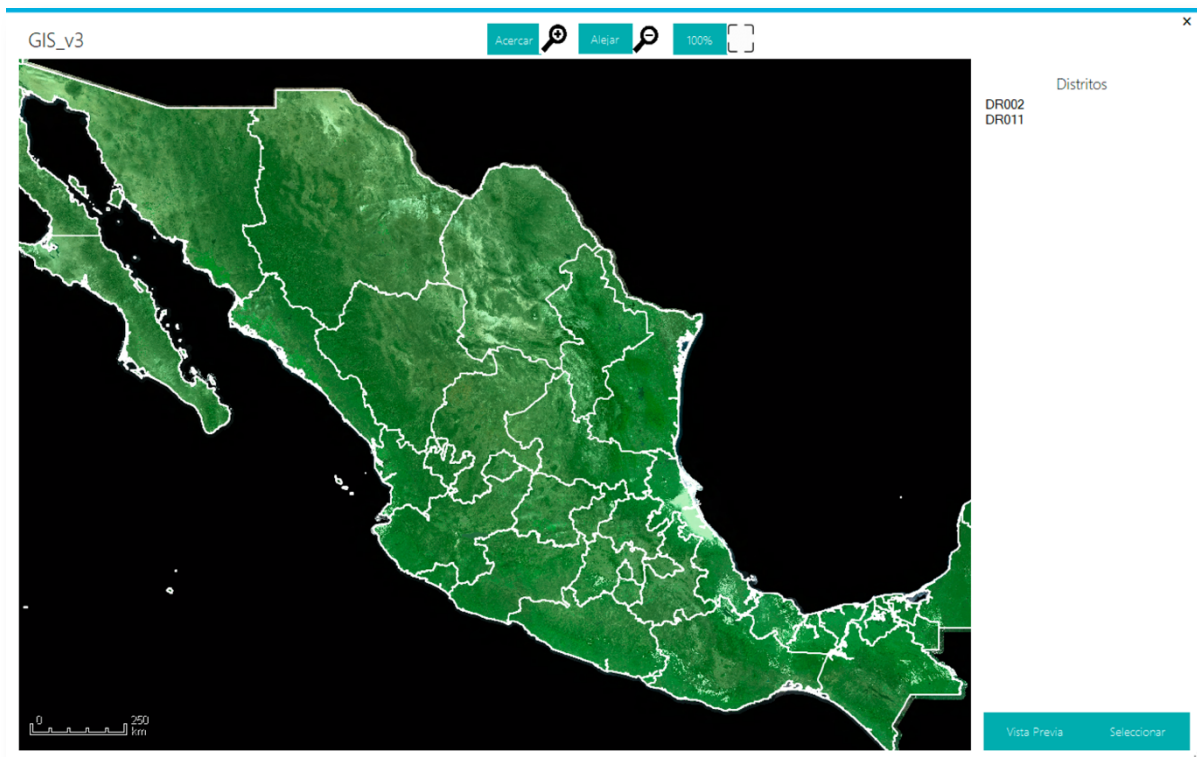 GIS_v3
Acercar
Alejar
100%
×
Distritos
DR002
DR011
0 250
km
Vista Previa
Seleccionar